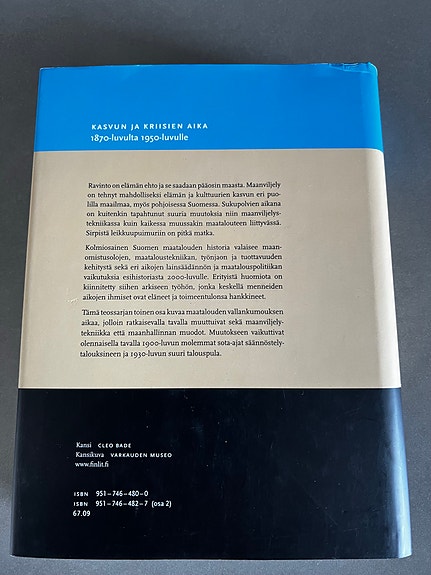 KASVUN JA KRIISIEN AIKA
1870-luvulta 1950-luvulle
Ravinto on elämän ehto ja se saadaan pääosin maasta. Maanviljely
on tehnyt mahdolliseksi elämän ja kulttuurien kasvun eri puo-
lilla maailmaa, myös pohjoisessa Suomessa. Sukupolvien aikana
on kuitenkin tapahtunut suuria muutoksia niin maanviljelys-
tekniikassa kuin kaikessa muussakin maatalouteen liittyvässä.
Sirpistä leikkuupuimuriin on pitkä matka.
Kolmiosainen Suomen maatalouden historia valaisee maan-
omistusolojen, maataloustekniikan, työnjaon ja tuottavuuden
kehitystä sekä eri aikojen lainsäädännön ja maatalouspolitiikan
vaikutuksia esihistoriasta 2000-luvulle. Erityistä huomiota on
kiinnitetty siihen arkiseen työhön, jonka keskellä menneiden
aikojen ihmiset ovat eläneet ja toimeentulonsa hankkineet.
Tämä teossarjan toinen osa kuvaa maatalouden vallankumouksen
aikaa, jolloin ratkaisevalla tavalla muuttuivat sekä maanviljely-
tekniikka että maanhallinnan muodot. Muutokseen vaikuttivat
olennaisella tavalla 1900-luvun molemmat sota-ajat säännöstely-
talouksineen ja 1930-luvun suuri talouspula.
Kansi CLEO BADE
Kansikuva VARKAUDEN MUSEO
www.finlit.fi
ISBN 951-746-480-0
ISBN 951-746-482-7 (osa 2)
67.09